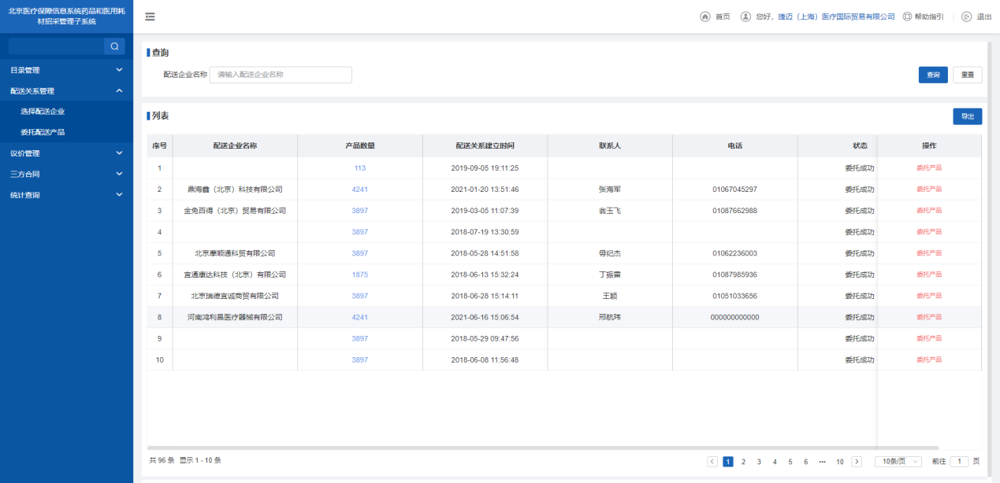 北京医疗保障信息系统药品和医用耗
材招采管理子系统
首页 您好，捷迈（上海）医疗国际贸易有限公司 帮助指引 退出
目录管理
配送关系管理
选择配送企业
委托配送产品
议价管理
三方合同
统计查询
查询
配送企业名称 请输入配送企业名称 查询 重置
列表
导出
序号 配送企业名称 产品数量 配送关系建立时间 联系人 电话 状态 操作
1 113 2019-09-05 19:11:25 委托成功 委托产品
2 鼎海鑫（北京）科技有限公司 4241 2021-01-20 13:51:46 张海军 01067045297 委托成功 委托产品
3 金兔百得（北京）贸易有限公司 3897 2019-03-05 11:07:39 翁玉飞 01087662988 委托成功 委托产品
4 3897 2018-07-19 13:30:59 委托成功 委托产品
5 北京摩顺通科贸有限公司 3897 2018-05-28 14:51:58 毋纪杰 01062236003 委托成功 委托产品
6 宜通康达科技（北京）有限公司 1875 2018-06-13 15:32:24 丁振雷 01087985936 委托成功 委托产品
7 北京瑞德宜诚商贸有限公司 3897 2018-06-28 15:14:11 王颖 01051033656 委托成功 委托产品
8 河南鸿利昌医疗器械有限公司 4241 2021-06-16 15:06:54 邢航玮 000000000000 委托成功 委托产品
9 3897 2018-05-29 09:47:56 委托成功 委托产品
10 3897 2018-06-08 11:56:48 委托成功 委托产品
共 96 条 显示 1 - 10 条 < 1 2 3 4 5 6 ••• 10 > 10条/页 前往 1 页